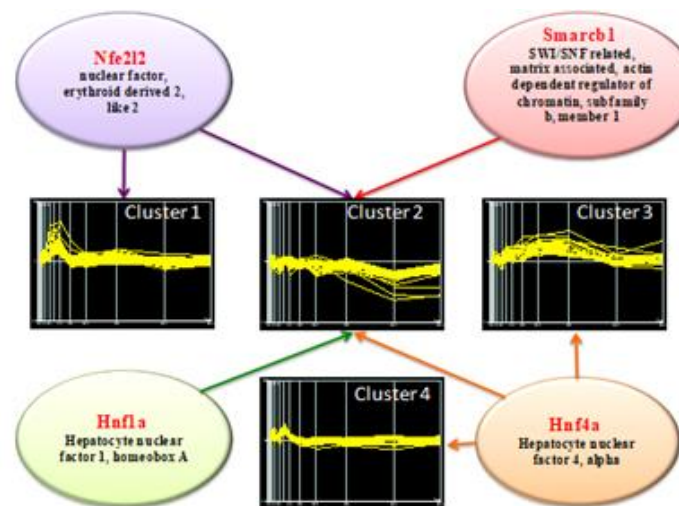 Nfe2l2
nuclear factor,
erythroid derived 2,
like 2
Smarcb1
SWI/SNF related,
matrix associated, actin
dependent regulator of
chromatin, subfamily
b, member 1
Cluster 1
Cluster 2
Cluster 3
Hnf1a
Hepatocyte nuclear
factor 1, homeobox A
Cluster 4
Hnf4a
Hepatocyte nuclear
factor 4, alpha